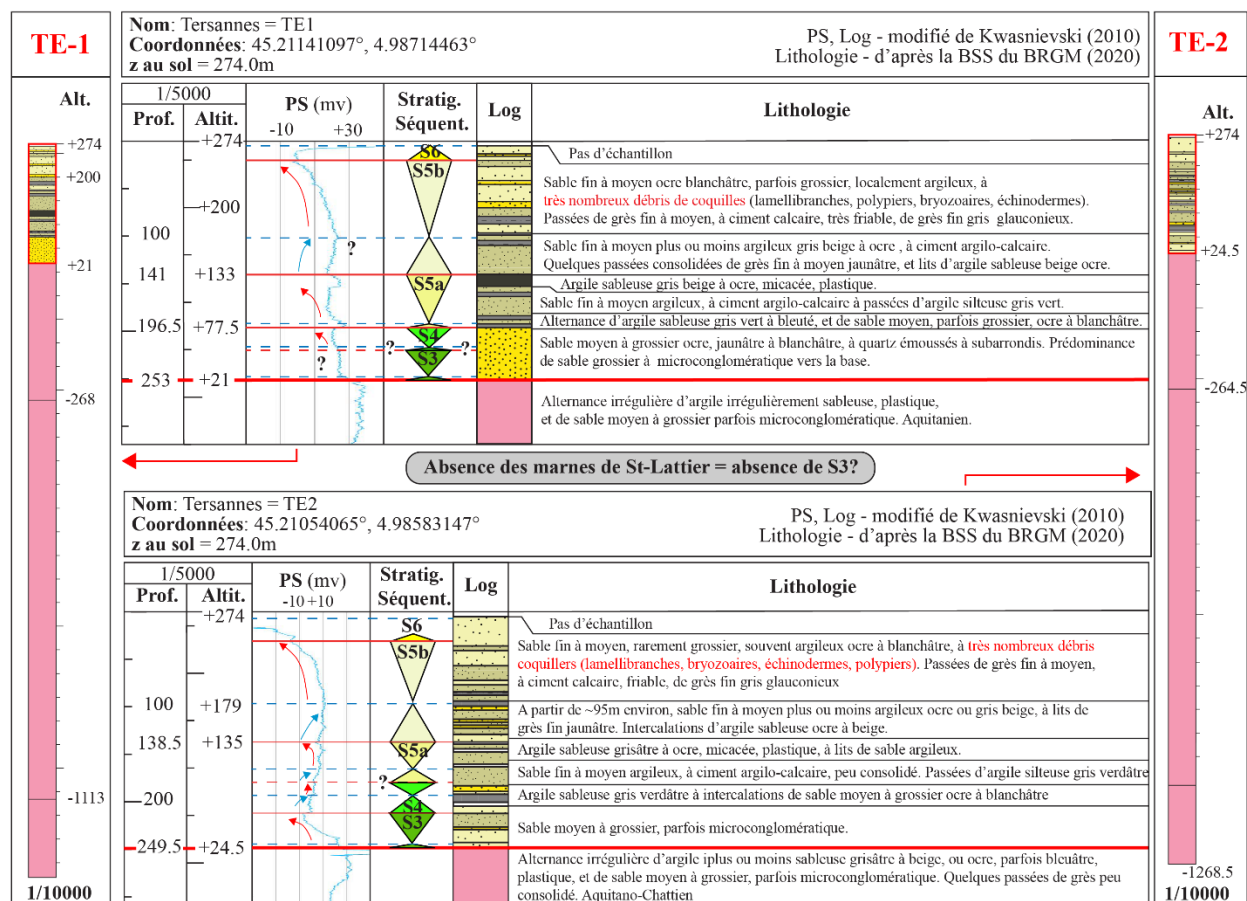 TE-1
Alt.
+274
+200
+21
-268
-1113
1/10000
Nom: Tersannes = TE1
Coordonnées: 45.21141097°, 4.98714463°
z au sol = 274.0m
PS, Log - modifié de Kwasnievski (2010)
Lithologie - d'après la BSS du BRGM (2020)
1/5000
Prof.
Altit.
PS (mv)
-10
+30
Stratig.
Séquent.
Log
Lithologie
+274
+200
100
141
+133
196.5
+77.5
253
+21
?
?
?
?
S6
S5b
S5a
S4
S3
Pas d'échantillon
Sable fin à moyen ocre blanchâtre, parfois grossier, localement argileux, à
très nombreux débris de coquilles (lamellibranches, polypiers, bryozoaires, échinodermes).
Passées de grès fin à moyen, à ciment calcaire, très friable, de grès fin gris glauconieux.
Sable fin à moyen plus ou moins argileux gris beige à ocre , à ciment argilo-calcaire.
Quelques passées consolidées de grès fin à moyen jaunâtre, et lits d'argile sableuse beige ocre.
Argile sableuse gris beige à ocre, micacée, plastique.
Sable fin à moyen argileux, à ciment argilo-calcaire à passées d'argile silteuse gris vert.
Alternance d'argile sableuse gris vert à bleuté, et de sable moyen, parfois grossier, ocre à blanchâtre.
Sable moyen à grossier ocre, jaunâtre à blanchâtre, à quartz émoussés à subarrondis. Prédominance
de sable grossier à microconglomératique vers la base.
Alternance irrégulière d'argile irrégulièrement sableuse, plastique,
et de sable moyen à grossier parfois microconglomératique. Aquitanien.
Absence des marnes de St-Lattier = absence de S3?
Nom: Tersannes = TE2
Coordonnées: 45.21054065°, 4.98583147°
z au sol = 274.0m
PS, Log - modifié de Kwasnievski (2010)
Lithologie - d'après la BSS du BRGM (2020)
1/5000
Prof.
Altit.
PS (mv)
-10 +10
Stratig.
Séquent.
Log
Lithologie
+274
100
+179
138.5
+135
200
249.5
+24.5
?
S6
S5b
S5a
S4
S3
Pas d'échantillon
Sable fin à moyen, rarement grossier, souvent argileux ocre à blanchâtre, à très nombreux débris
coquillers (lamellibranches, bryozoaires, échinodermes, polypiers). Passées de grès fin à moyen,
à ciment calcaire, friable, de grès fin gris glauconieux
A partir de ~95m environ, sable fin à moyen plus ou moins argileux ocre ou gris beige, à lits de
grès fin jaunâtre. Intercalations d'argile sableuse ocre à beige.
Argile sableuse grisâtre à ocre, micacée, plastique, à lits de sable argileux.
Sable fin à moyen argileux, à ciment argilo-calcaire, peu consolidé. Passées d'argile silteuse gris verdâtre
Argile sableuse gris verdâtre à intercalations de sable moyen à grossier ocre à blanchâtre
Sable moyen à grossier, parfois microconglomératique.
Alternance irrégulière d'argile iplus ou moins sableuse grisâtre à beige, ou ocre, parfois bleuâtre,
plastique, et de sable moyen à grossier, parfois microconglomératique. Quelques passées de grès peu
consolidé. Aquitano-Chattien
TE-2
Alt.
+274
+24.5
-264.5
-1268.5
1/10000